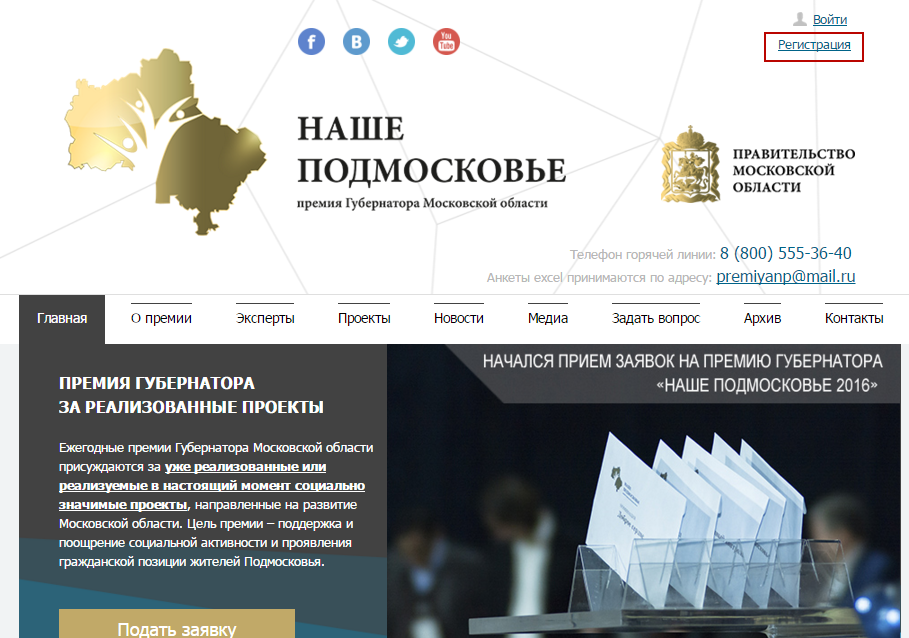 Войти
Регистрация
f
B
You
Tube
НАШЕ
ПОДМОСКОВЬЕ
премия Губернатора Московской области
ПРАВИТЕЛЬСТВО
МОСКОВСКОЙ
ОБЛАСТИ
Телефон горячей линии: 8 (800) 555-36-40
Анкеты excel принимаются по адресу: premiyanp@mail.ru
Главная
О премии
Эксперты
Проекты
Новости
Медиа
Задать вопрос
Архив
Контакты
ПРЕМИЯ ГУБЕРНАТОРА
ЗА РЕАЛИЗОВАННЫЕ ПРОЕКТЫ
Ежегодные премии Губернатора Московской области
присуждаются за уже реализованные или
реализуемые в настоящий момент социально
значимые проекты, направленные на развитие
Московской области. Цель премии – поддержка и
поощрение социальной активности и проявления
гражданской позиции жителей Подмосковья.
Подать заявку
НАЧАЛСЯ ПРИЕМ ЗАЯВОК НА ПРЕМИЮ ГУБЕРНАТОРА
«НАШЕ ПОДМОСКОВЬЕ 2016»